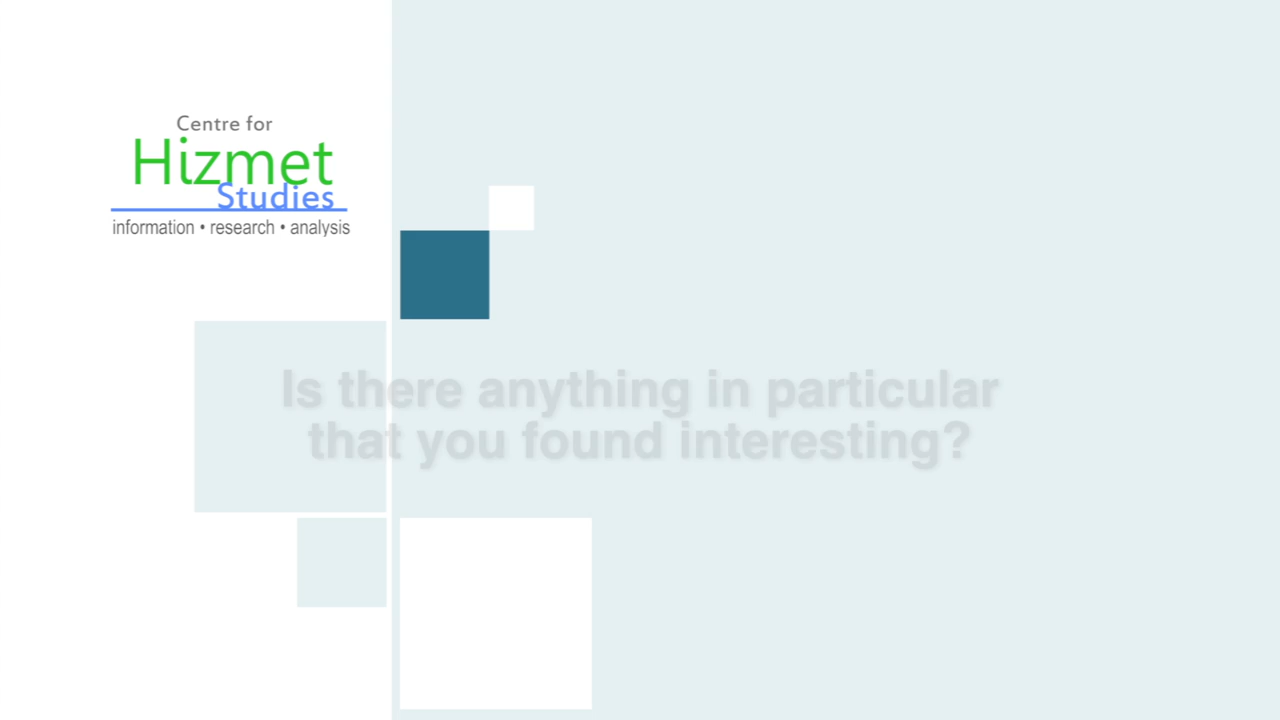 Centre for
Hizmet
Studies
information • research • analysis
Is there anything in particular
that you found interesting?